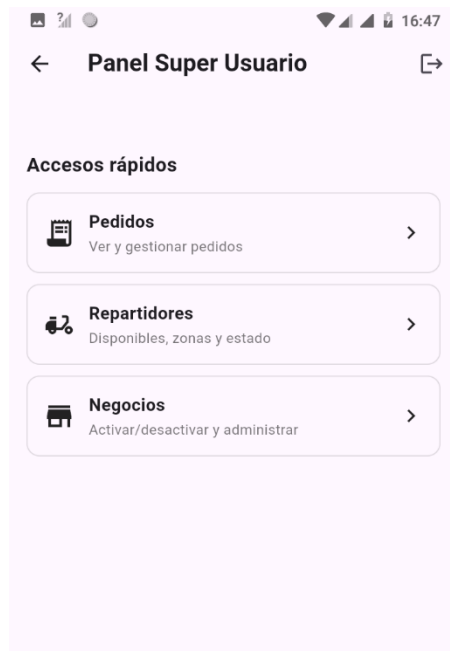 16:47
Panel Super Usuario
Accesos rápidos
Pedidos
Ver y gestionar pedidos
Repartidores
Disponibles, zonas y estado
Negocios
Activar/desactivar y administrar